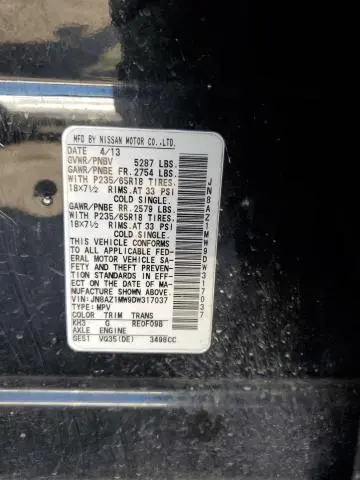 MFD BY NISSAN MOTOR CO.,LTD.
DATE 4/13
GVWR/PNBV 5287 LBS.
GAWR/PNBE FR. 2754 LBS.
WITH P235/65R18 TIRES,
18X7½ RIMS, AT 33 PSI
COLD SINGLE.
GAWR/PNBE RR. 2579 LBS.
WITH P235/65R18 TIRES,
18X7½ RIMS, AT 33 PSI
COLD SINGLE.
THIS VEHICLE CONFORMS
TO ALL APPLICABLE FED-
ERAL MOTOR VEHICLE SA-
FETY AND THEFT PREVEN-
TION STANDARDS IN EFF-
ECT ON THE DATE OF MA-
NUFACTURE SHOWN ABOVE.
VIN:JN8AZ1MW9DW317037
TYPE:MPV
COLOR TRIM TRANS
KH3 G RE0F09B
AXLE ENGINE
GE51 VQ35(DE) 3498CC
JN8AZ1MW9DW317037